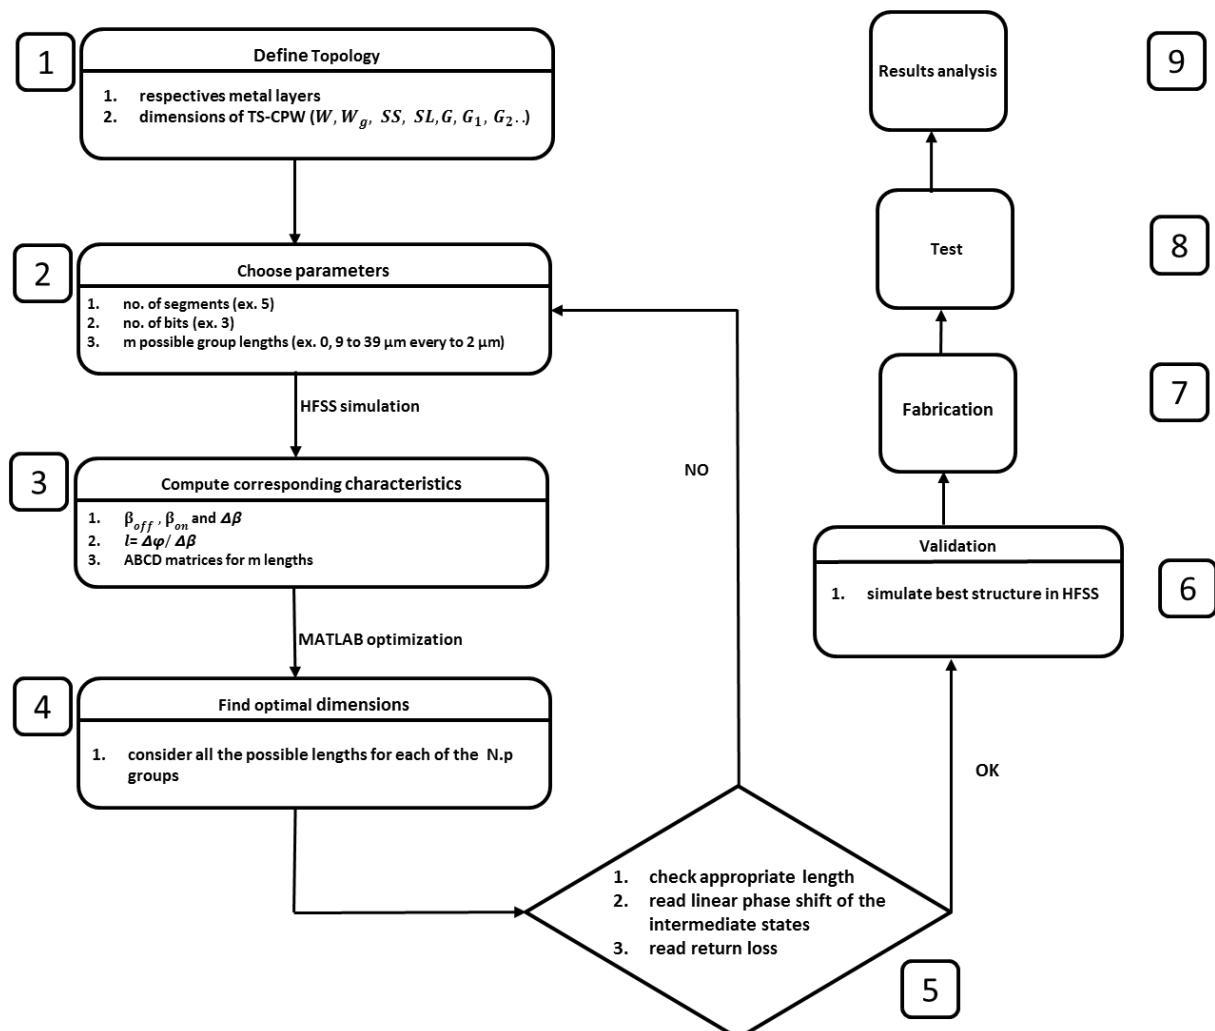 1
Define Topology
1. respectives metal layers
2. dimensions of TS-CPW (W, W_g, SS, SL, G, G_1, G_2..)
2
Choose parameters
1. no. of segments (ex. 5)
2. no. of bits (ex. 3)
3. m possible group lengths (ex. 0, 9 to 39 µm every to 2 µm)
HFSS simulation
3
Compute corresponding characteristics
1. β_off , β_on and Δβ
2. l= Δφ/ Δβ
3. ABCD matrices for m lengths
MATLAB optimization
4
Find optimal dimensions
1. consider all the possible lengths for each of the N.p
groups
1. check appropriate length
2. read linear phase shift of the
intermediate states
3. read return loss
5
NO
OK
Validation
1. simulate best structure in HFSS
6
Fabrication
7
Test
8
Results analysis
9